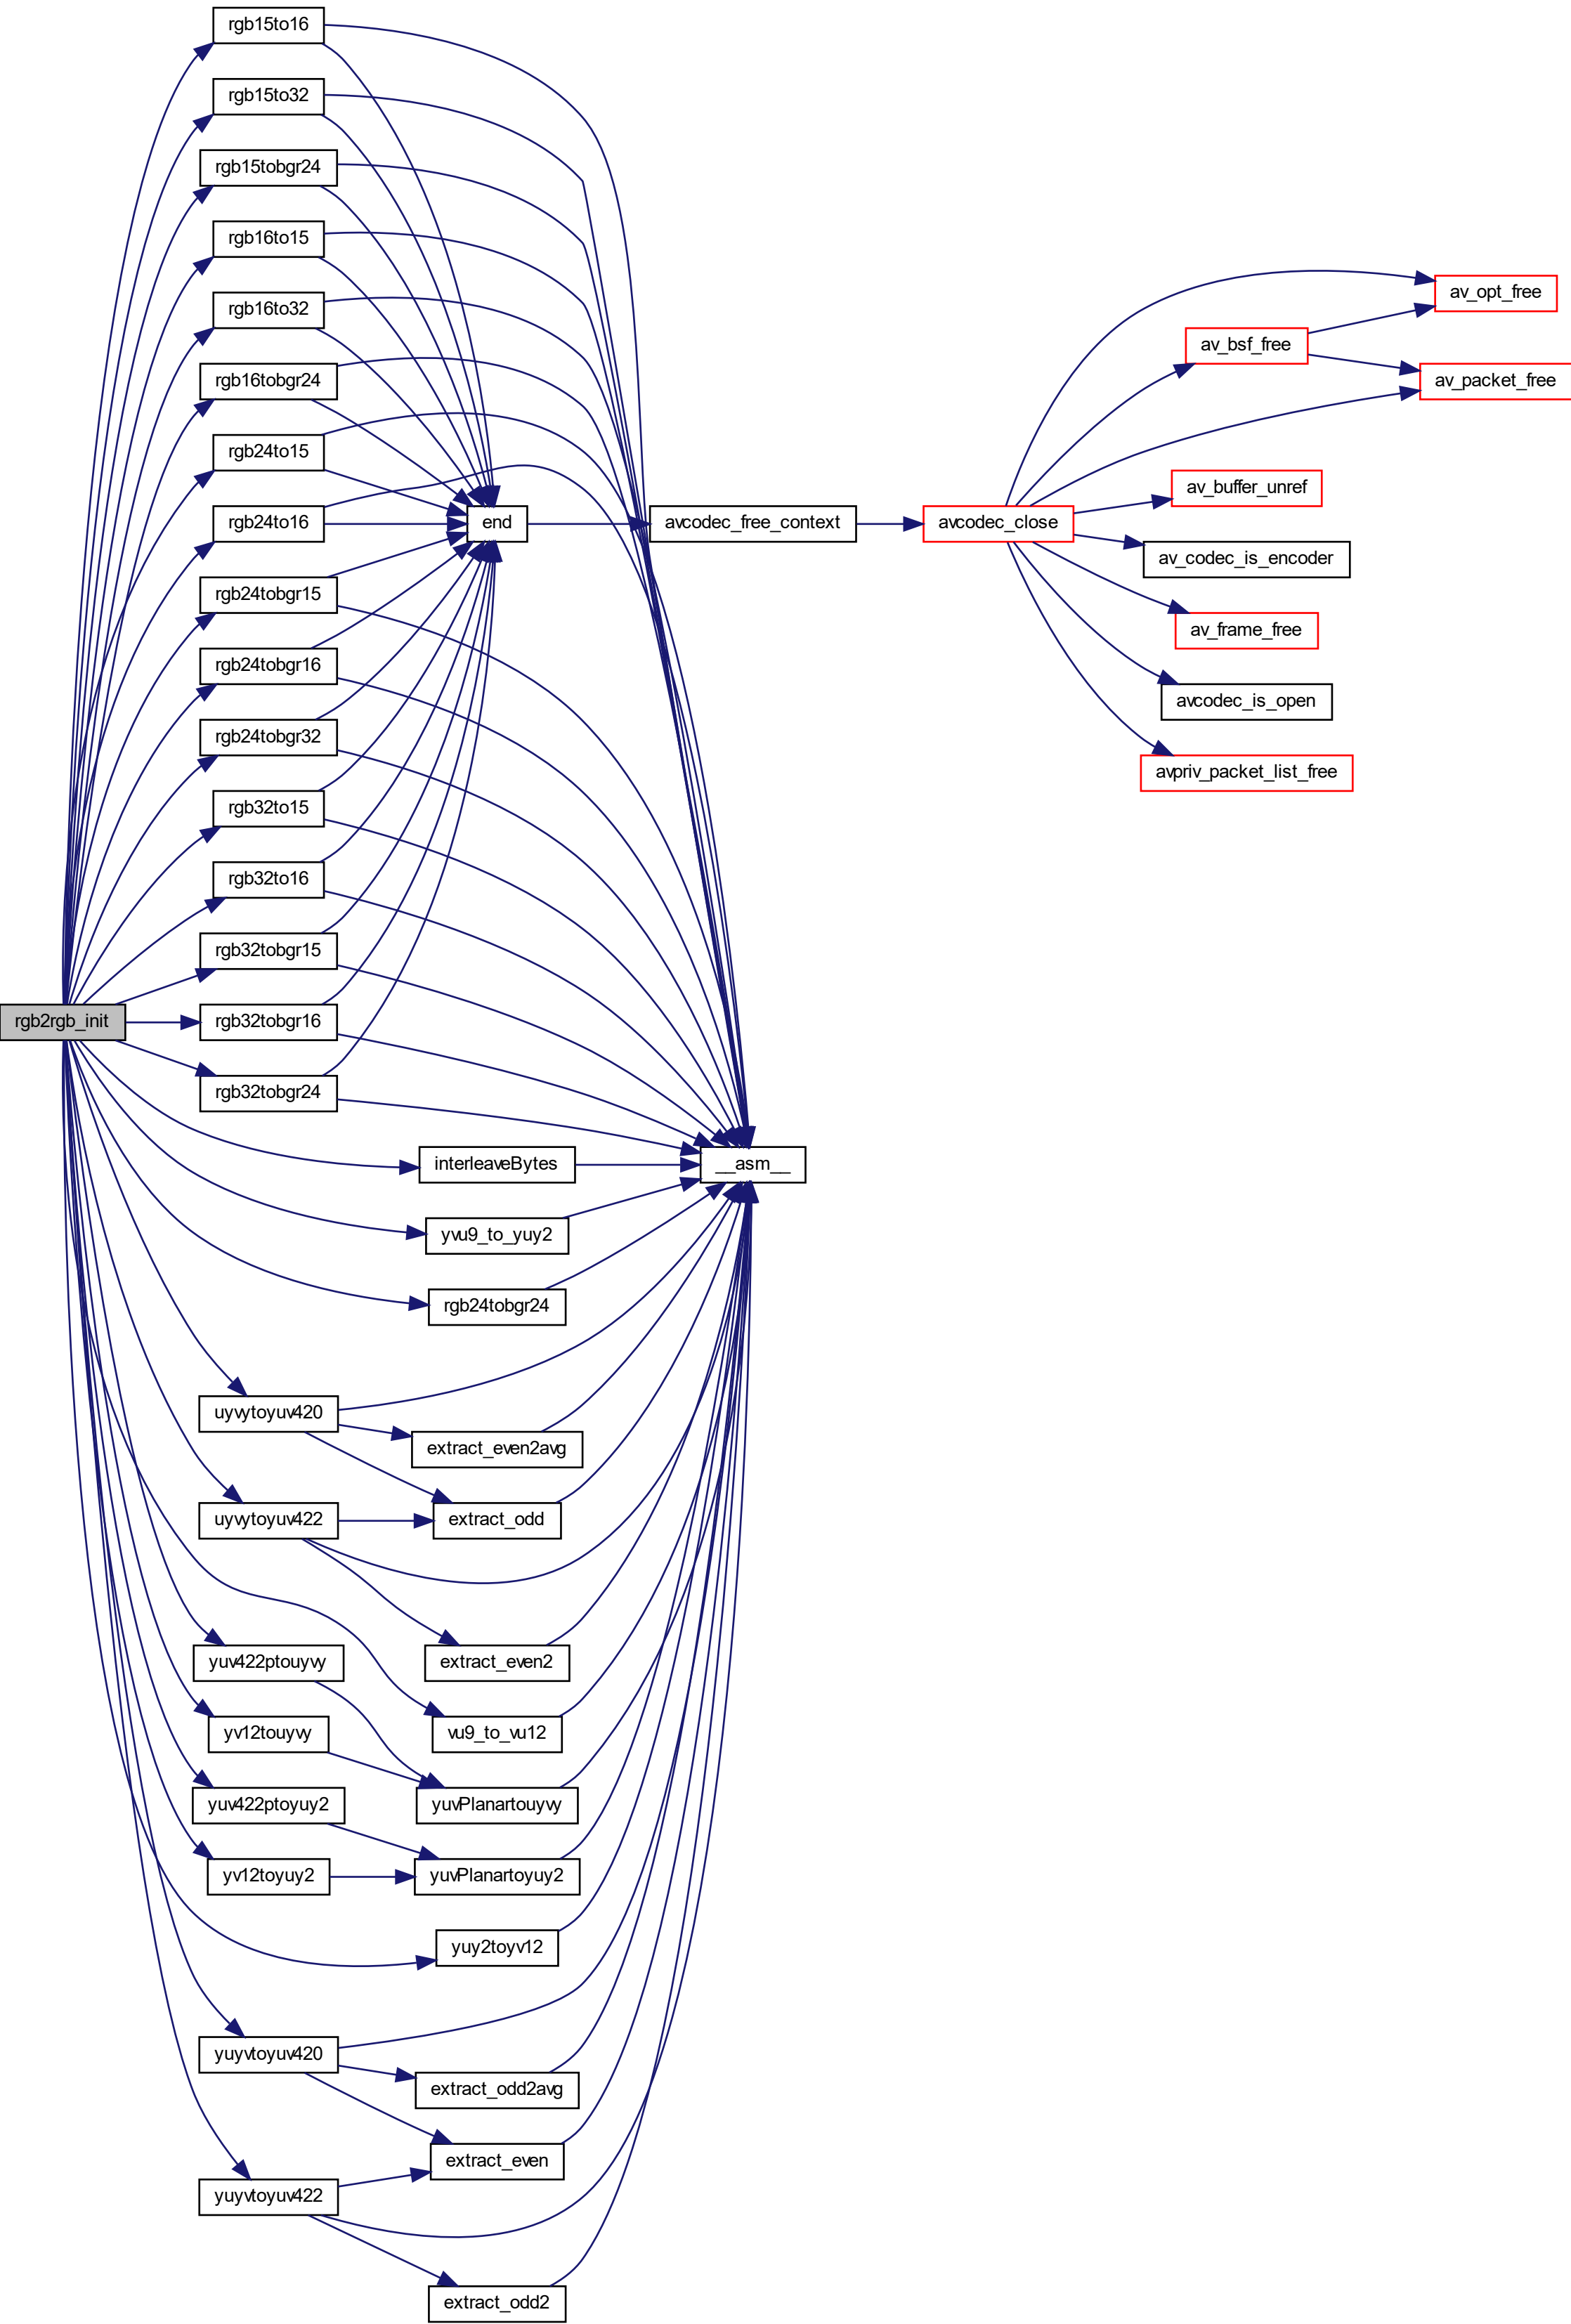 rgb15to16
rgb15to32
rgb15tobgr24
rgb16to15
rgb16to32
av_opt_free
av_bsf_free
rgb16tobgr24
av_packet_free
rgb24to15
av_buffer_unref
rgb24to16
end
avcodec_free_context
avcodec_close
av_codec_is_encoder
rgb24tobgr15
av_frame_free
rgb24tobgr16
avcodec_is_open
rgb24tobgr32
avpriv_packet_list_free
rgb32to15
rgb32to16
rgb32tobgr15
rgb2rgb_init
rgb32tobgr16
rgb32tobgr24
interleaveBytes
__asm__
yvu9_to_yuy2
rgb24tobgr24
uyvytoyuv420
extract_even2avg
uyvytoyuv422
extract_odd
yuv422ptouyvy
extract_even2
yv12touyvy
vu9_to_vu12
yuv422ptoyuy2
yuvPlanartouyvy
yv12toyuy2
yuvPlanartoyuy2
yuy2toyv12
yuyvtoyuv420
extract_odd2avg
extract_even
yuyvtoyuv422
extract_odd2